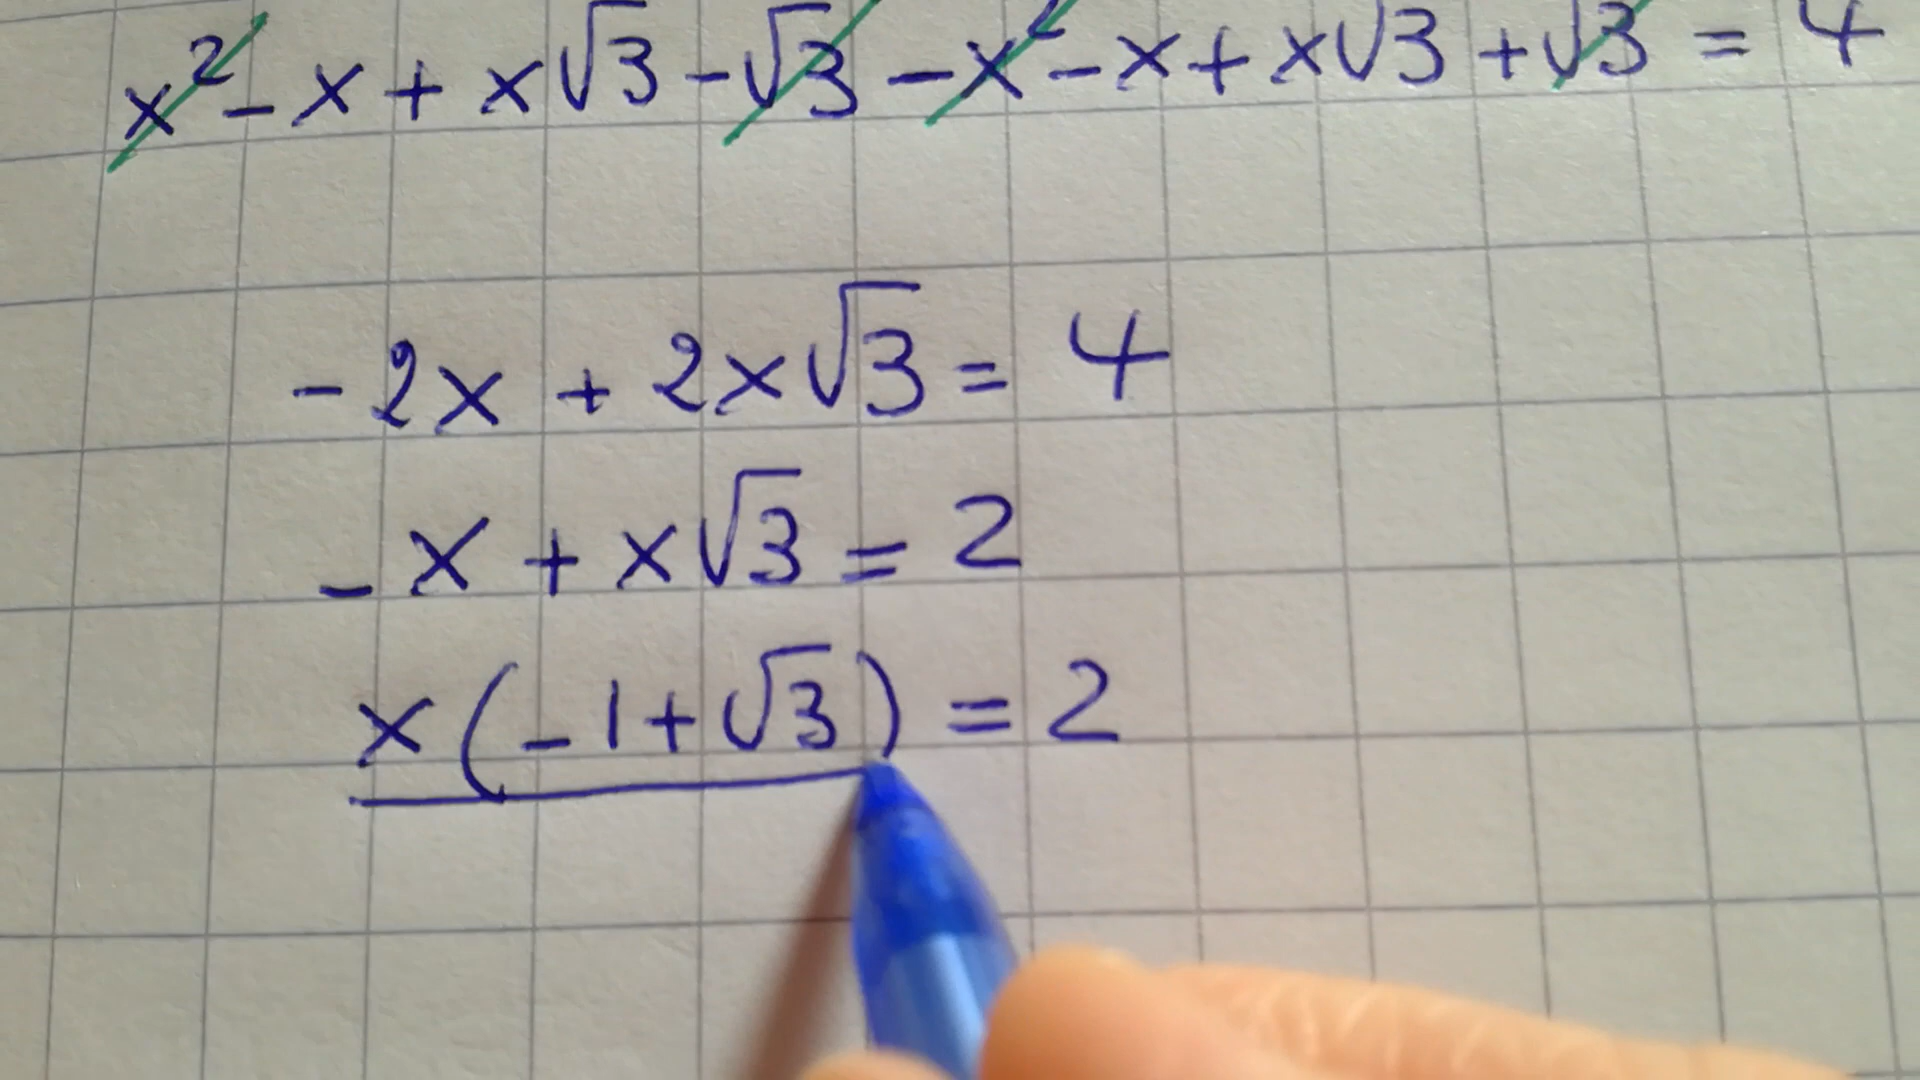 x² - x + x√3 - √3 - x² - x + x√3 + √3 = 4
- 2x + 2x√3 = 4
- x + x√3 = 2
x(-1 + √3) = 2